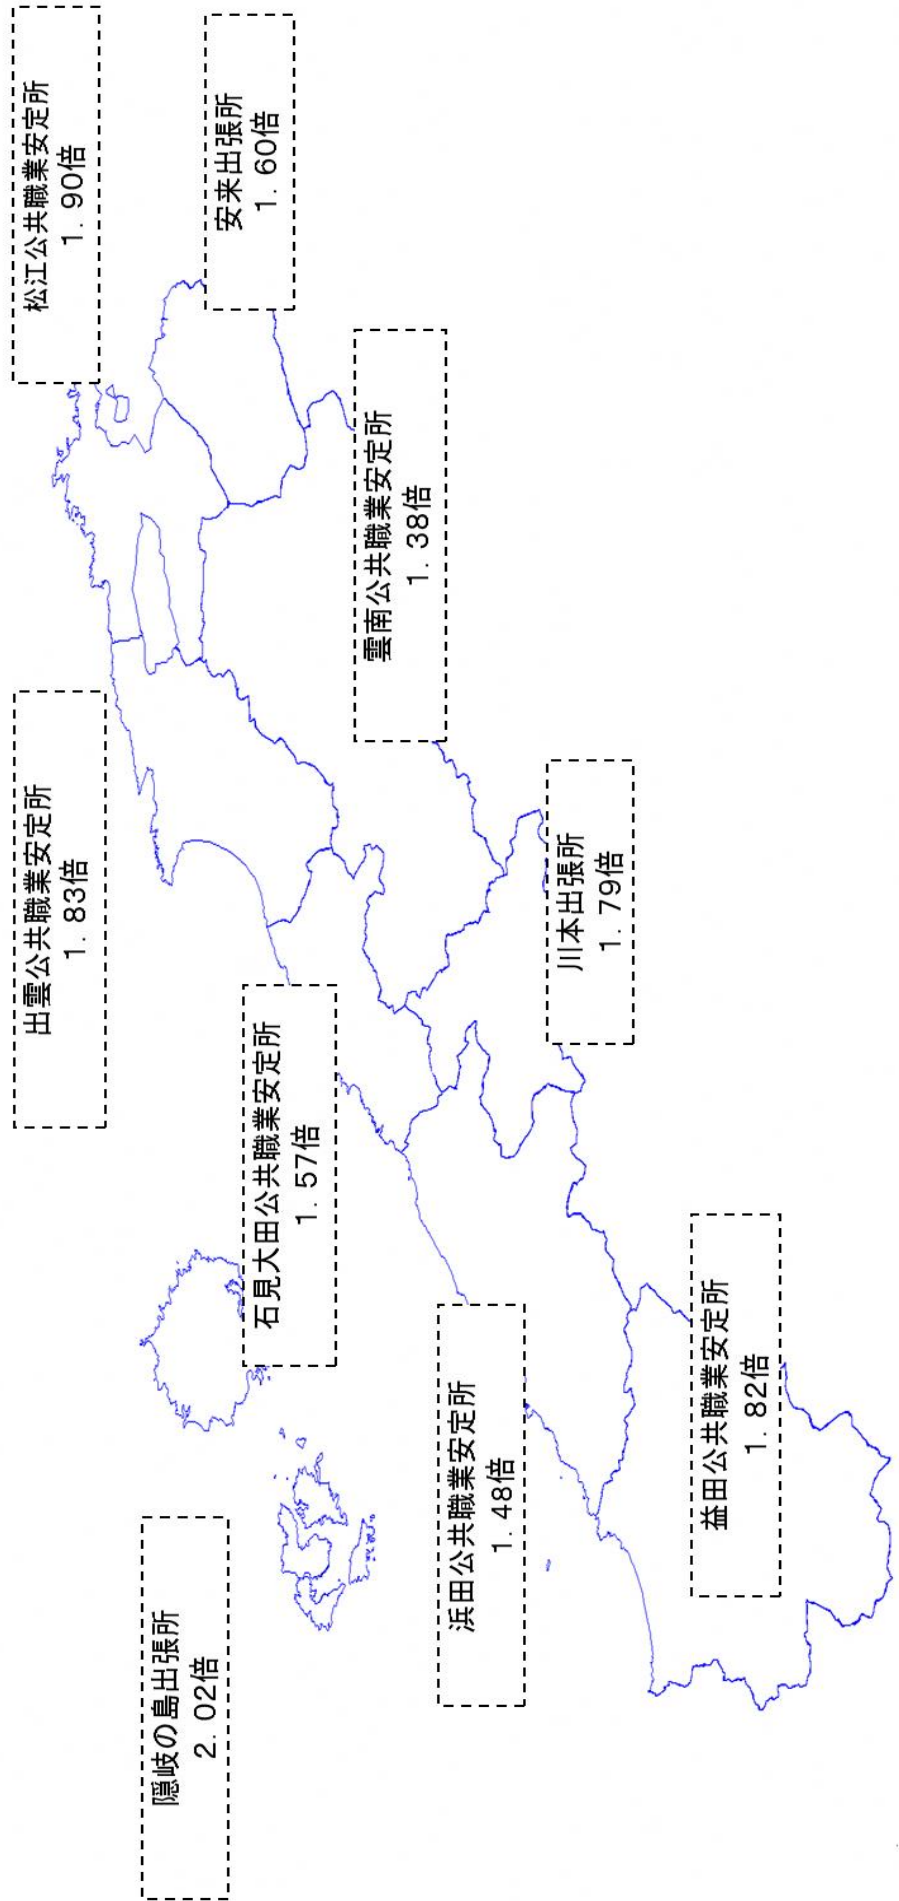 隠岐の島出張所
2．02倍
出雲公共職業安定所
1．83倍
松江公共職業安定所
1．90倍
安来出張所
1．60倍
石見大田公共職業安定所
1．57倍
雲南公共職業安定所
1．38倍
浜田公共職業安定所
1．48倍
川本出張所
1．79倍
益田公共職業安定所
1．82倍